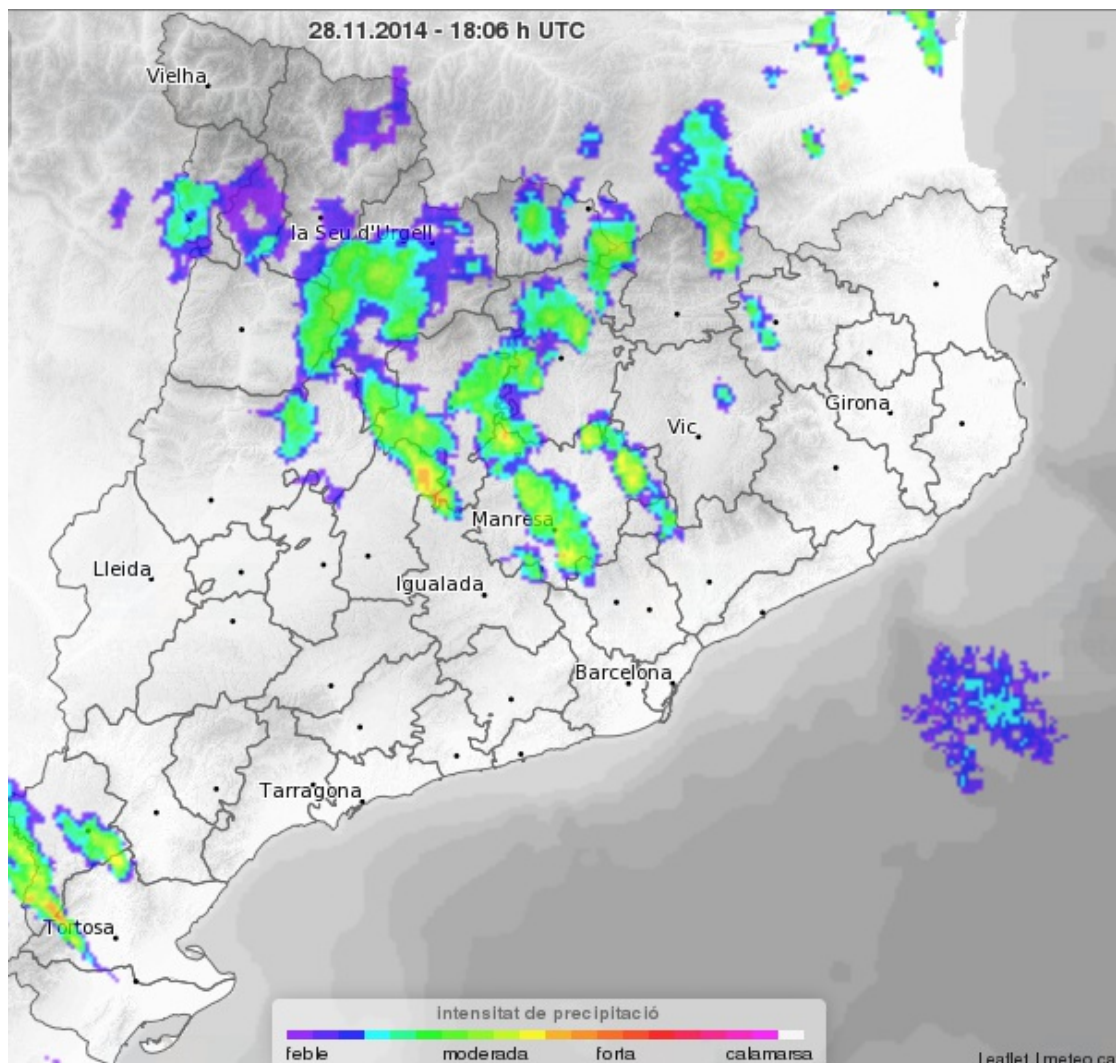 28.11.2014 - 18:06 h UTC
Vielha
la Seu d'Urgell
Girona
Vic
Manresa
Lleida
Igualada
Barcelona
Tarragona
Tortosa
Intensitat de precipitació
feble moderada forta calamarsa
Leaflet | meteo.ca